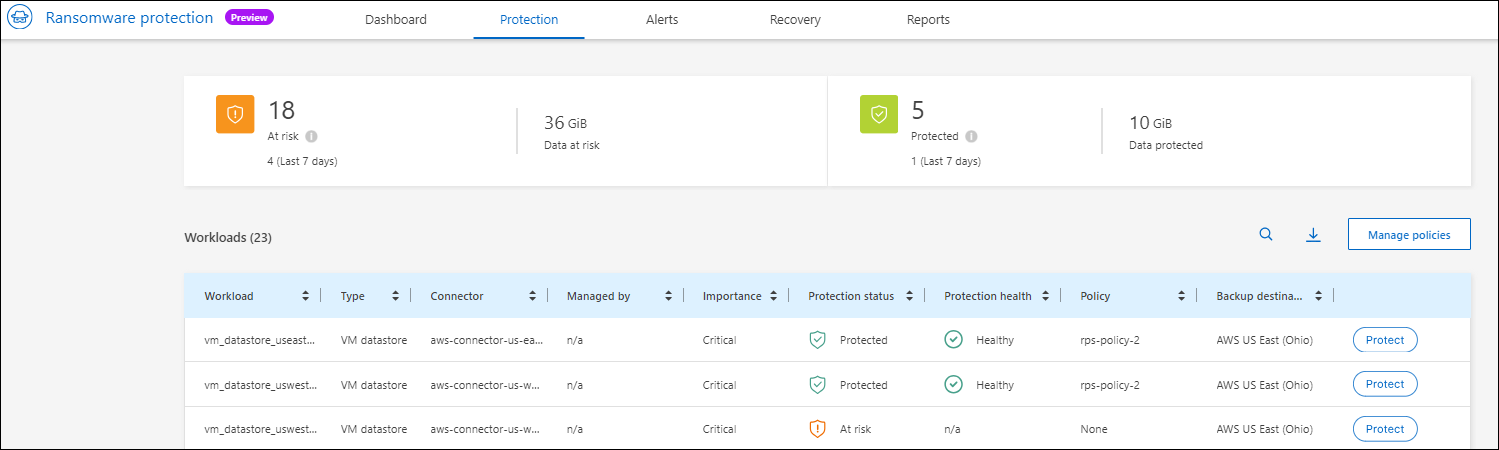 Ransomware protection Preview Dashboard Protection Alerts Recovery Reports
18 36 GiB 5 10 GiB
At risk Data at risk Protected Data protected
4 (Last 7 days) 1 (Last 7 days)
Workloads (23) Manage policies
Workload Type Connector Managed by Importance Protection status Protection health Policy Backup destina...
vm_datastore_useast... VM datastore aws-connector-us-ea... n/a Critical Protected Healthy rps-policy-2 AWS US East (Ohio) Protect
vm_datastore_uswest... VM datastore aws-connector-us-w... n/a Critical Protected Healthy rps-policy-2 AWS US East (Ohio) Protect
vm_datastore_uswest... VM datastore aws-connector-us-w... n/a Critical At risk n/a None AWS US East (Ohio) Protect